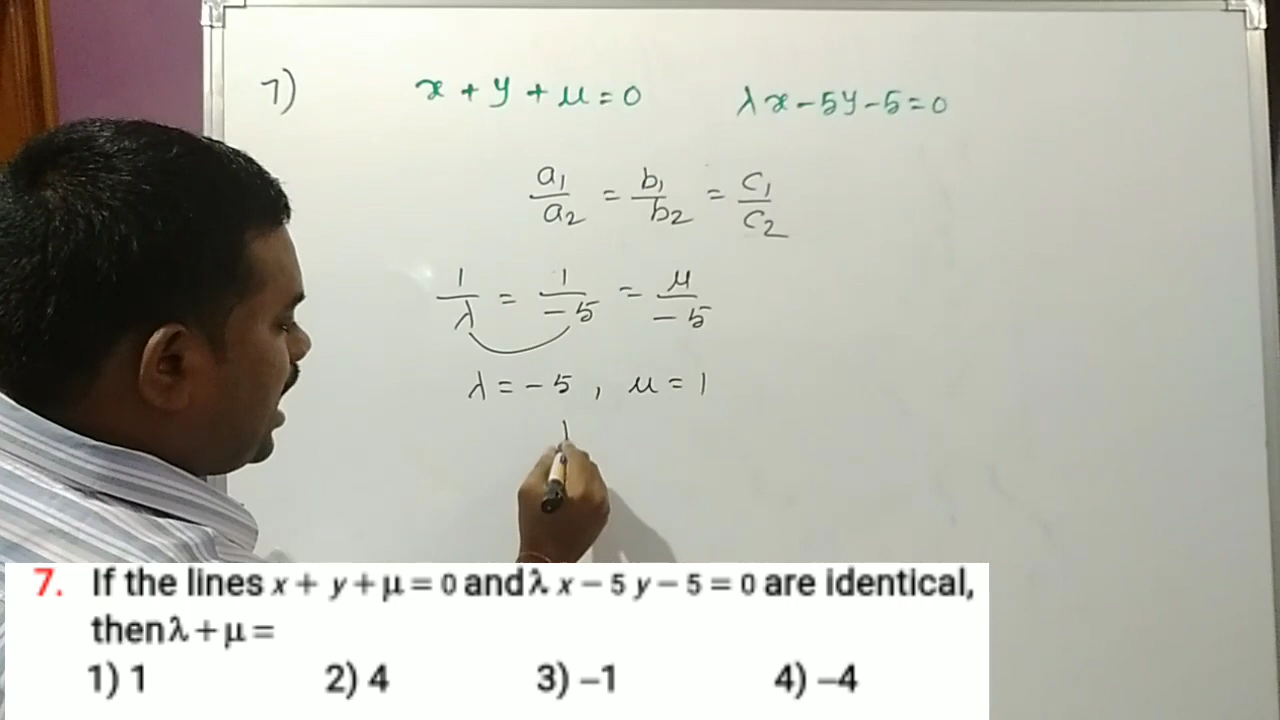 7) x + y + μ = 0 λx - 5y - 5 = 0
a₁/a₂ = b₁/b₂ = c₁/c₂
1/λ = 1/-5 = μ/-5
λ = -5, μ = 1
7. If the lines x + y + μ = 0 and λ x - 5 y - 5 = 0 are identical,
then λ + μ =
1) 1 2) 4 3) -1 4) -4